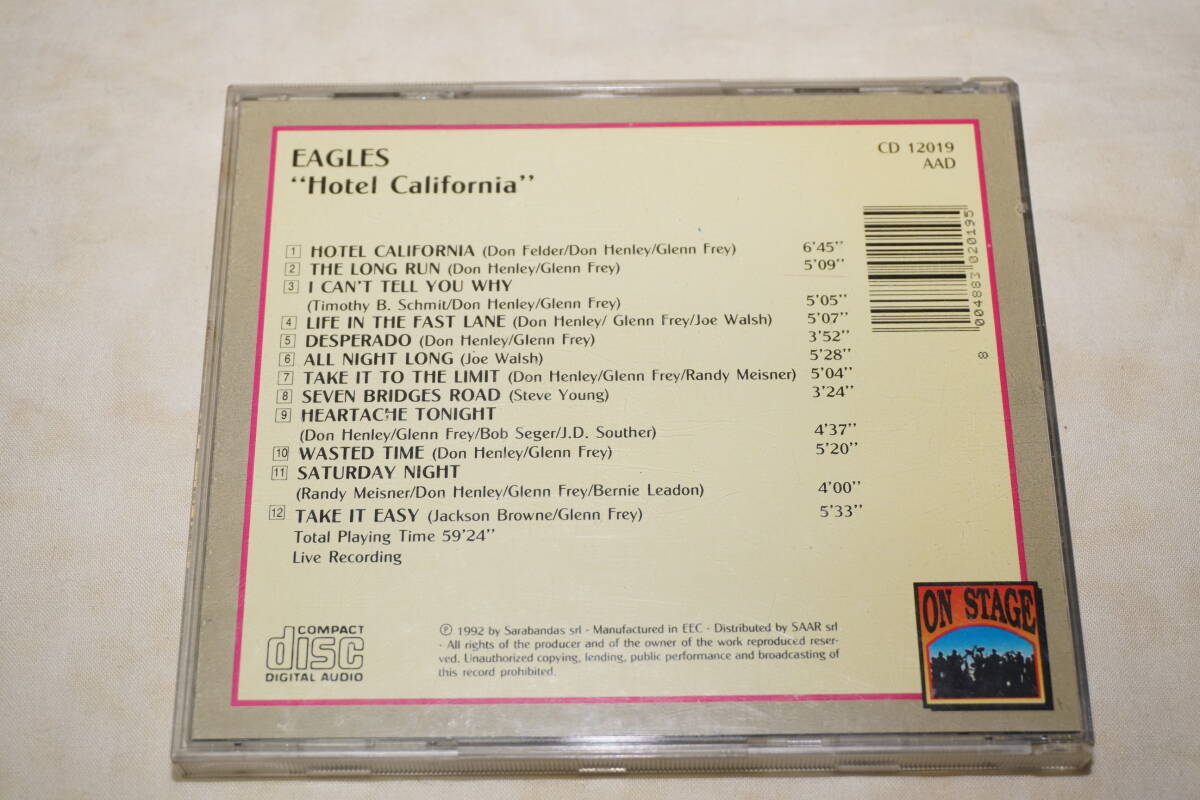 EAGLES
“Hotel California”
CD 12019
AAD
1 HOTEL CALIFORNIA (Don Felder/Don Henley/Glenn Frey) 6'45''
2 THE LONG RUN (Don Henley/Glenn Frey) 5'09''
3 I CAN'T TELL YOU WHY
(Timothy B. Schmit/Don Henley/Glenn Frey) 5'05''
4 LIFE IN THE FAST LANE (Don Henley/ Glenn Frey/Joe Walsh) 5'07''
5 DESPERADO (Don Henley/Glenn Frey) 3'52''
6 ALL NIGHT LONG (Joe Walsh) 5'28''
7 TAKE IT TO THE LIMIT (Don Henley/Glenn Frey/Randy Meisner) 5'04''
8 SEVEN BRIDGES ROAD (Steve Young) 3'24''
9 HEARTACHE TONIGHT
(Don Henley/Glenn Frey/Bob Seger/J.D. Souther) 4'37''
10 WASTED TIME (Don Henley/Glenn Frey) 5'20''
11 SATURDAY NIGHT
(Randy Meisner/Don Henley/Glenn Frey/Bernie Leadon) 4'00''
12 TAKE IT EASY (Jackson Browne/Glenn Frey) 5'33''
Total Playing Time 59'24''
Live Recording
004883 020195
8
COMPACT
disc
DIGITAL AUDIO
℗ 1992 by Sarabandas srl - Manufactured in EEC - Distributed by SAAR srl
- All rights of the producer and of the owner of the work reproduced reser-
ved. Unauthorized copying, lending, public performance and broadcasting of
this record prohibited.
ON STAGE